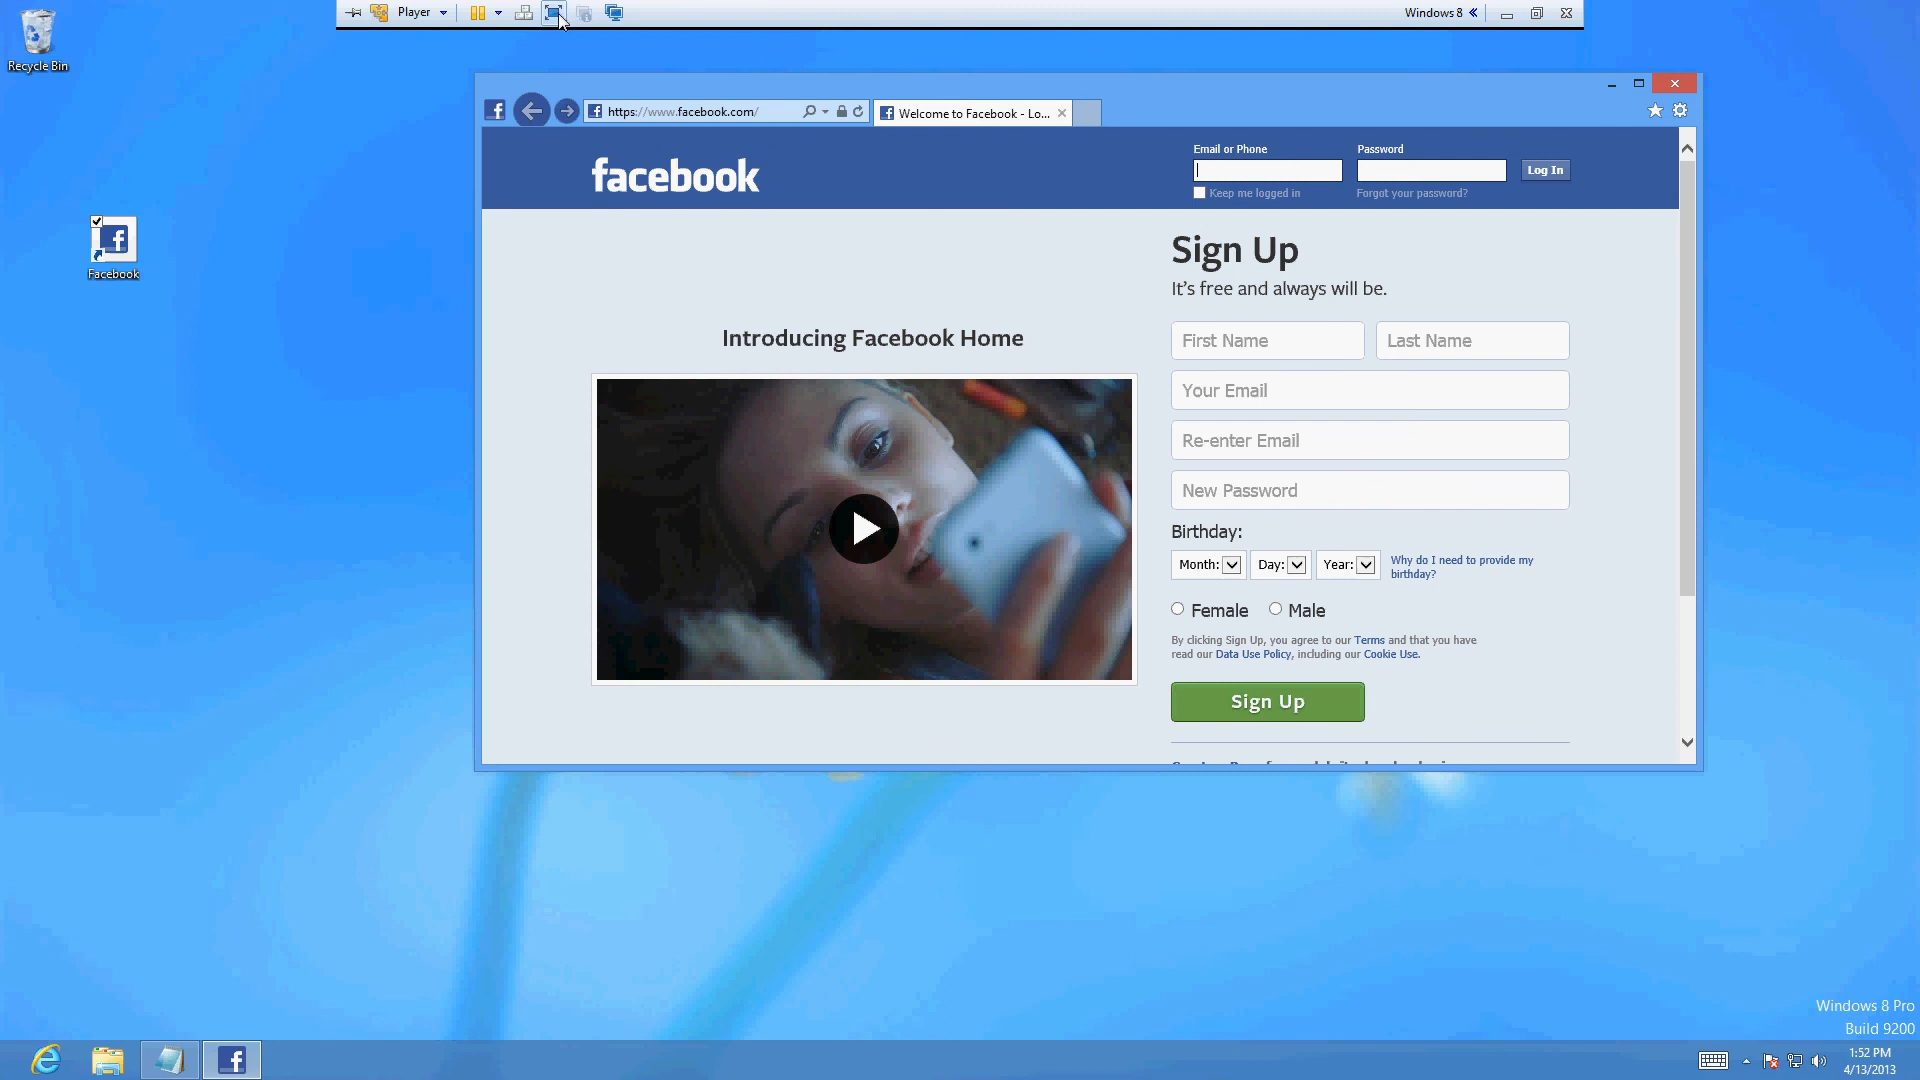 Player
Windows 8
Recycle Bin
https://www.facebook.com/
Welcome to Facebook - Lo...
facebook
Email or Phone
Password
Log In
Keep me logged in
Forgot your password?
Facebook
Sign Up
It's free and always will be.
Introducing Facebook Home
First Name
Last Name
Your Email
Re-enter Email
New Password
Birthday:
Month:
Day:
Year:
Why do I need to provide my
birthday?
Female
Male
By clicking Sign Up, you agree to our Terms and that you have
read our Data Use Policy, including our Cookie Use.
Sign Up
Windows 8 Pro
Build 9200
1:52 PM
4/13/2013